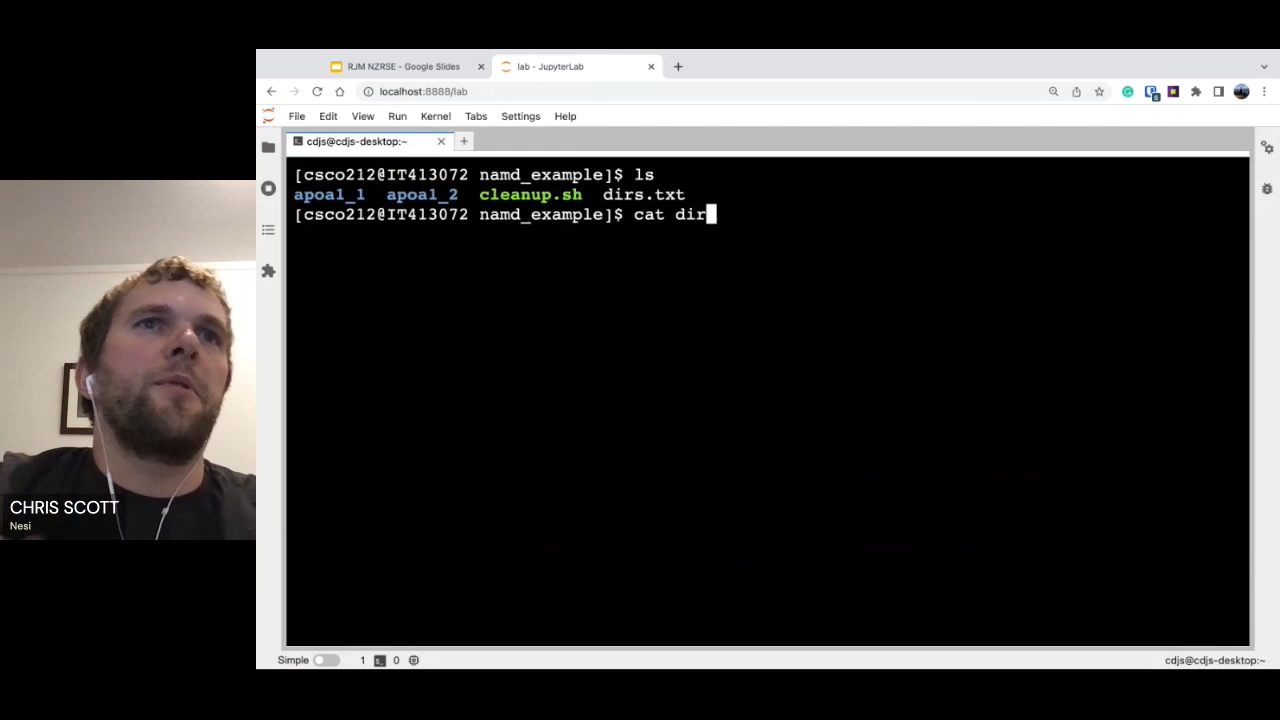 RJM NZRSE - Google Slides
lab - JupyterLab
localhost:8888/lab
File Edit View Run Kernel Tabs Settings Help
cdjs@cdjs-desktop:~
[csco212@IT413072 namd_example]$ ls
apoa1_1 apoa1_2 cleanup.sh dirs.txt
[csco212@IT413072 namd_example]$ cat dir
CHRIS SCOTT
Nesi
Simple 1 0
cdjs@cdjs-desktop:~